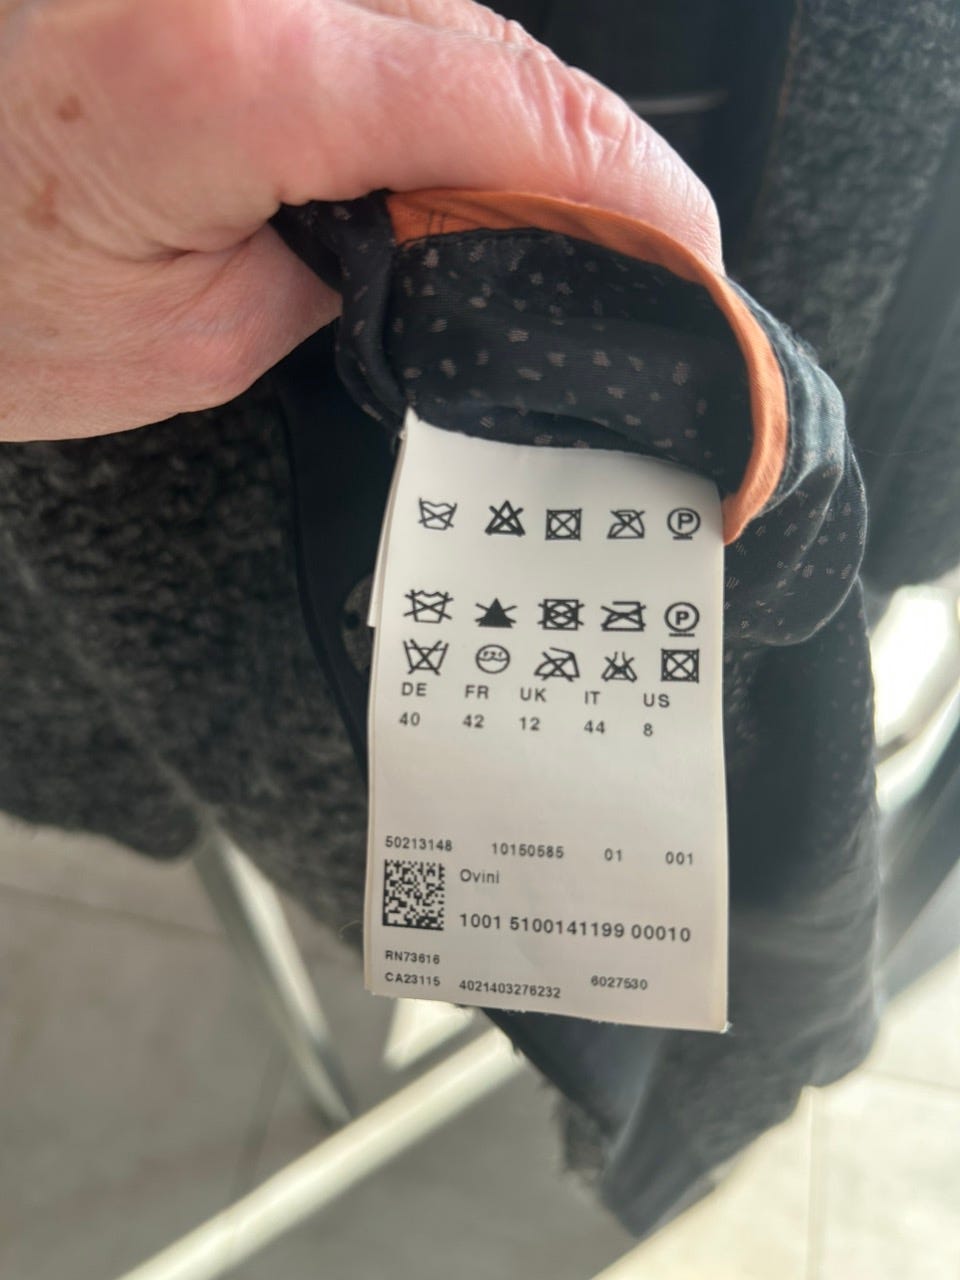 P
P
DE FR UK IT US
40 42 12 44 8
50213148 10150585 01 001
Ovini
1001 5100141199 00010
RN73616
CA23115 4021403276232 6027530